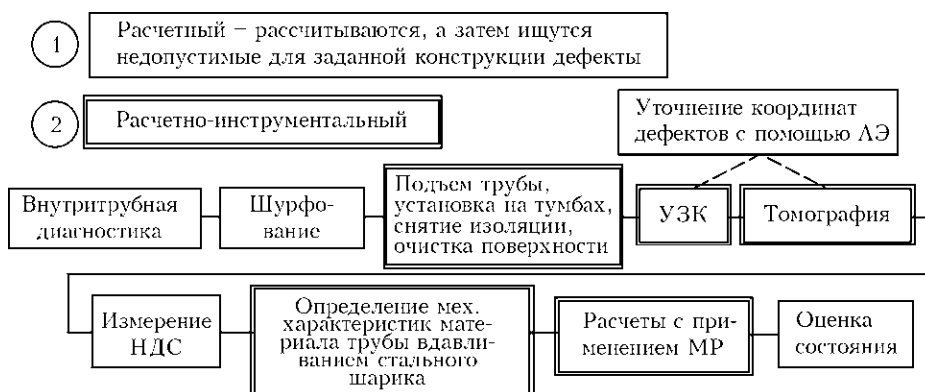 1
Расчетный – рассчитываются, а затем ищутся
недопустимые для заданной конструкции дефекты
2
Расчетно-инструментальный
Уточнение координат
дефектов с помощью АЭ
Внутритрубная
диагностика
Шурфо-
вание
Подъем трубы,
установка на тумбах,
снятие изоляции,
очистка поверхности
УЗК
Томография
Измерение
НДС
Определение мех.
характеристик мате-
риала трубы вдавли-
ванием стального
шарика
Расчеты с при-
менением МР
Оценка
состояния